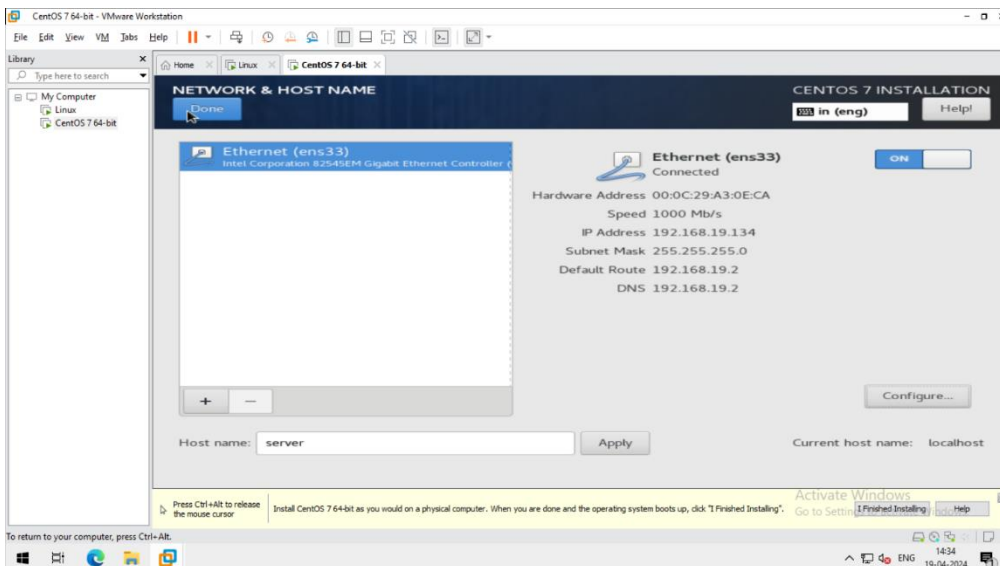 CentOS 7 64-bit - VMware Workstation
File Edit View VM Tabs Help
Library
Type here to search
My Computer
Linux
CentOS 7 64-bit
Home Linux CentOS 7 64-bit
NETWORK & HOST NAME
Done
CENTOS 7 INSTALLATION
in (eng) Help!
Ethernet (ens33)
Intel Corporation 82545EM Gigabit Ethernet Controller (
Ethernet (ens33)
Connected
ON
Hardware Address 00:0C:29:A3:0E:CA
Speed 1000 Mb/s
IP Address 192.168.19.134
Subnet Mask 255.255.255.0
Default Route 192.168.19.2
DNS 192.168.19.2
+ −
Configure...
Host name: server Apply Current host name: localhost
Press Ctrl+Alt to release
the mouse cursor
Install CentOS 7 64-bit as you would on a physical computer. When you are done and the operating system boots up, click "I Finished Installing".
Activate Windows
Go to Settin
I Finished Installing Help
To return to your computer, press Ctrl+Alt.
ENG 14:34
19-04-2024